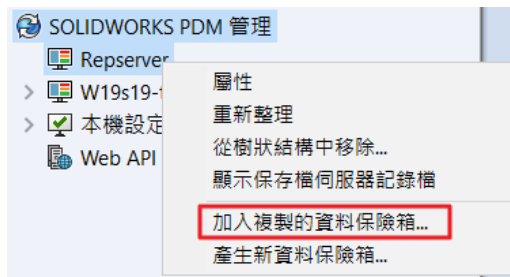 SOLIDWORKS PDM 管理
Repserver
W19s19-
本機設定
Web API
屬性
重新整理
從樹狀結構中移除...
顯示保存檔伺服器記錄檔
加入複製的資料保險箱...
產生新資料保險箱...